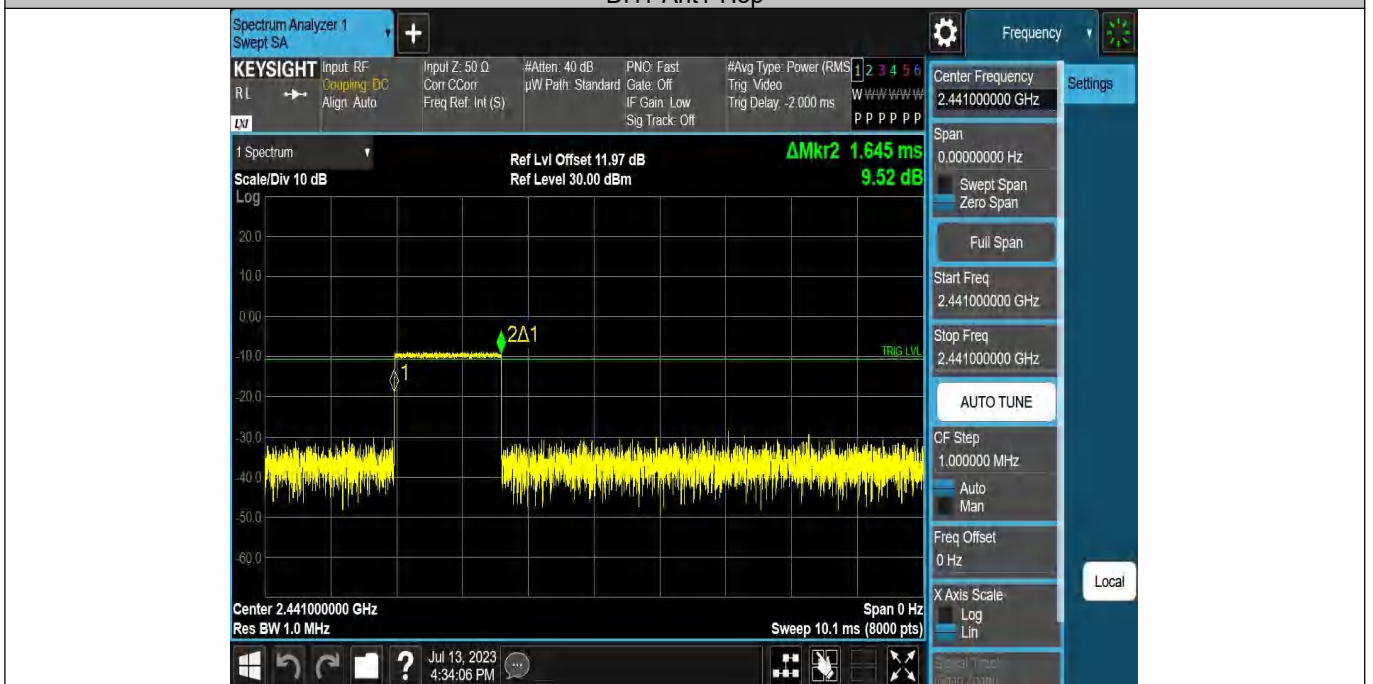 Spectrum Analyzer 1
Swept SA
+
Frequency
KEYSIGHT
RL
LXI
Input: RF
Coupling: DC
Align: Auto
Input Z: 50 Ω
Corr CCorr
Freq Ref: Int (S)
#Atten: 40 dB
µW Path: Standard
PNO: Fast
Gate: Off
IF Gain: Low
Sig Track: Off
#Avg Type: Power (RMS
Trig: Video
Trig Delay: -2.000 ms
1 2 3 4 5 6
W W W W W W
P P P P P P
Center Frequency
2.441000000 GHz
Settings
1 Spectrum
Scale/Div 10 dB
Log
Ref Lvl Offset 11.97 dB
Ref Level 30.00 dBm
ΔMkr2 1.645 ms
9.52 dB
Span
0.00000000 Hz
Swept Span
Zero Span
Full Span
Start Freq
2.441000000 GHz
Stop Freq
2.441000000 GHz
AUTO TUNE
CF Step
1.000000 MHz
Auto
Man
Freq Offset
0 Hz
X Axis Scale
Log
Lin
Local
20.0
10.0
0.00
-10.0
-20.0
-30.0
-40.0
-50.0
-60.0
2Δ1
1
TRIG LVL
Center 2.441000000 GHz
Res BW 1.0 MHz
Span 0 Hz
Sweep 10.1 ms (8000 pts)
?
Jul 13, 2023
4:34:06 PM